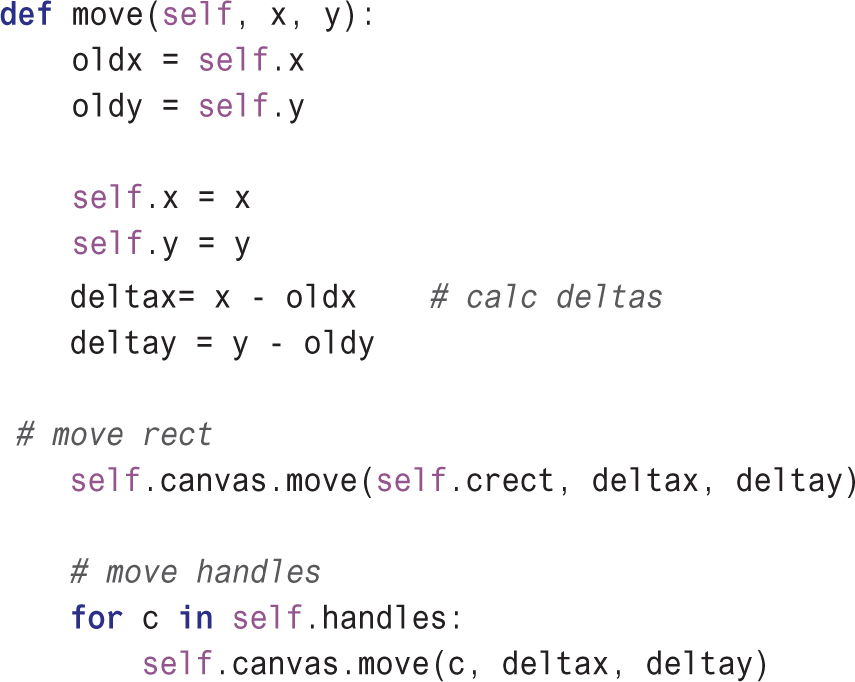 def move(self, x, y):
    oldx = self.x
    oldy = self.y

    self.x = x
    self.y = y
    deltax= x - oldx    # calc deltas
    deltay = y - oldy

 # move rect
    self.canvas.move(self.crect, deltax, deltay)

    # move handles
    for c in self.handles:
        self.canvas.move(c, deltax, deltay)